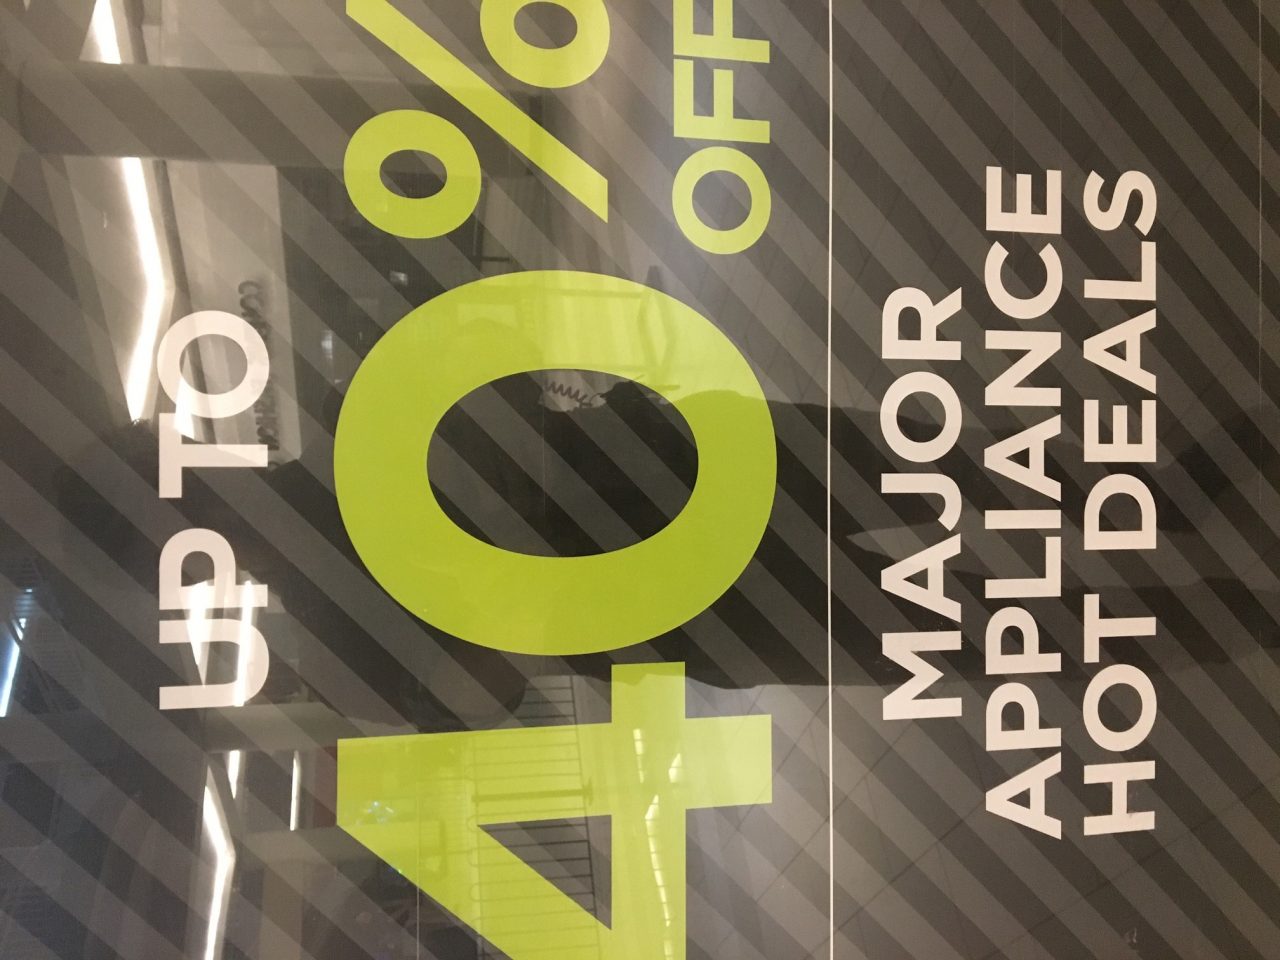 UP TO
40%
OFF
MAJOR
APPLIANCE
HOT DEALS